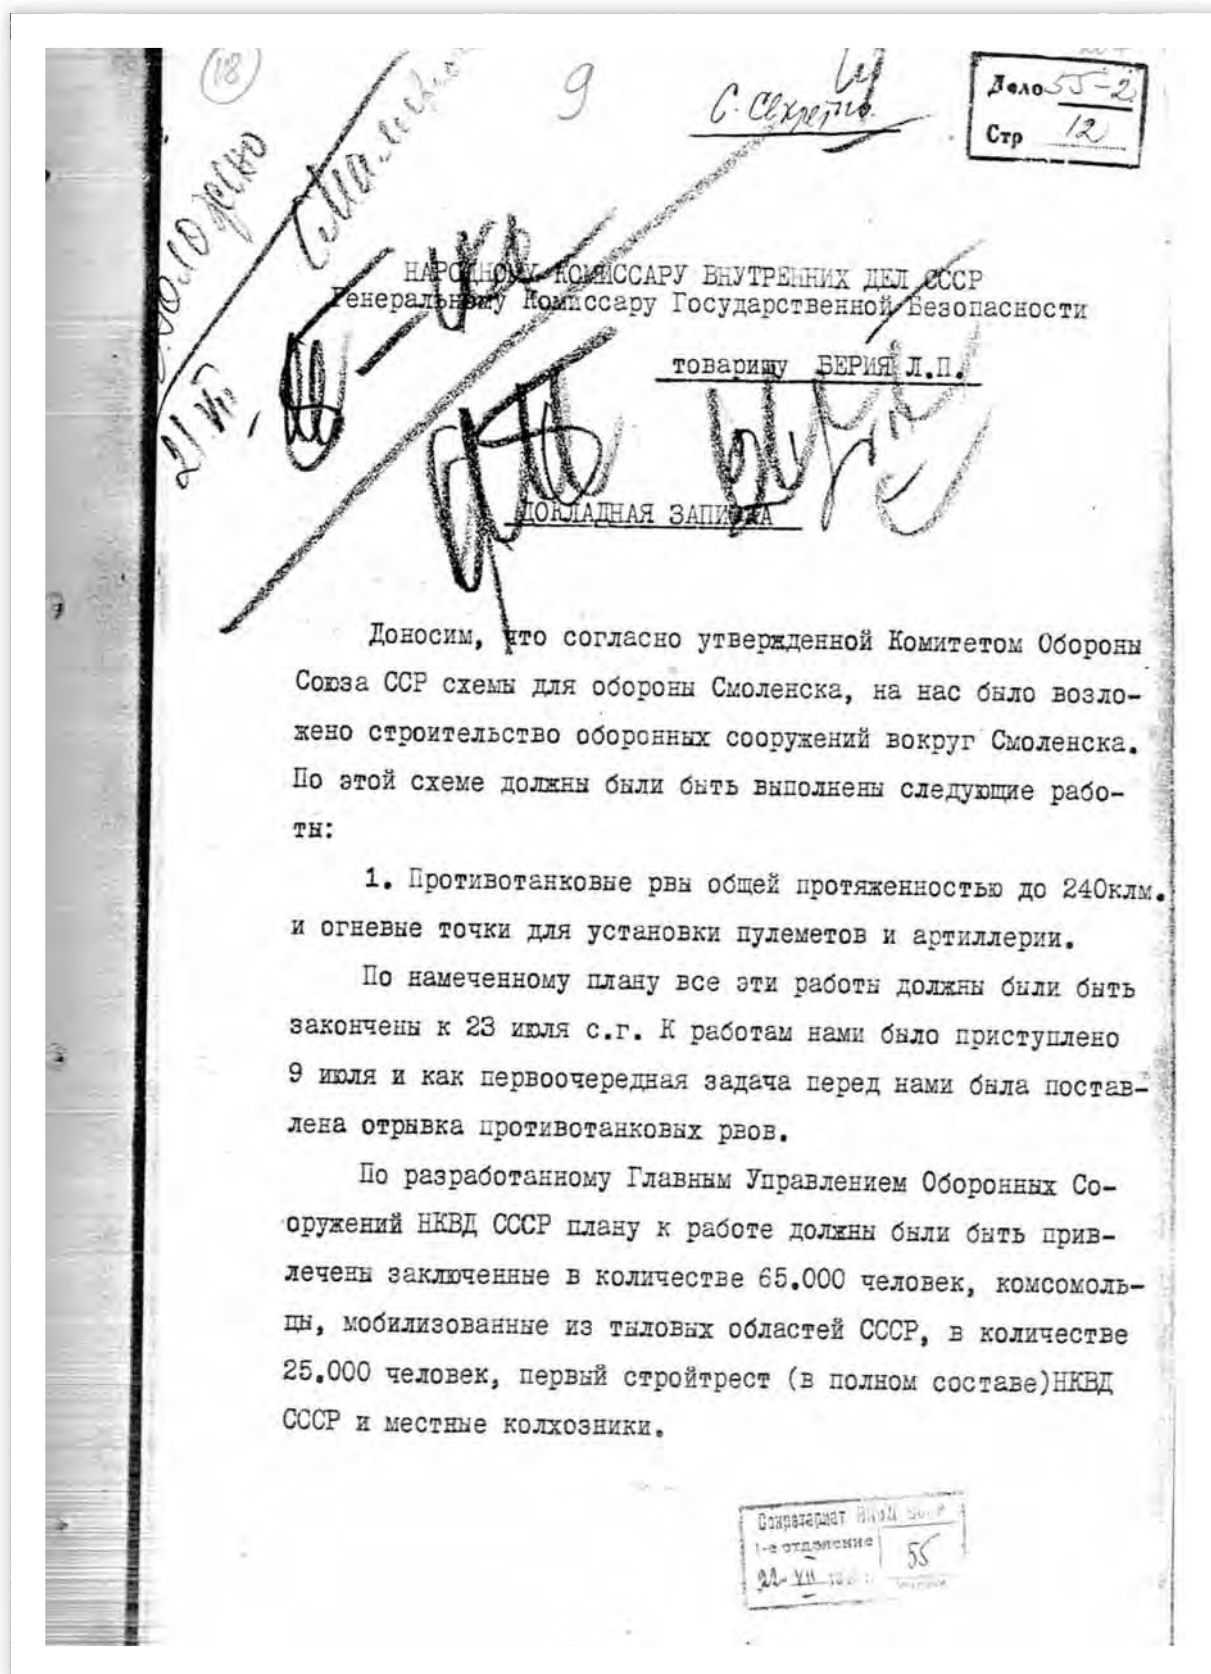 18
9
С. Секретно.
Дело 55-2
Стр 12
21/VII
НАРОДНОМУ КОМИССАРУ ВНУТРЕННИХ ДЕЛ СССР
Генеральному Комиссару Государственной Безопасности
товарищу БЕРИЯ Л.П.
ДОКЛАДНАЯ ЗАПИСКА
Доносим, что согласно утвержденной Комитетом Обороны
Союза ССР схемы для обороны Смоленска, на нас было возло-
жено строительство оборонных сооружений вокруг Смоленска.
По этой схеме должны были быть выполнены следующие рабо-
ты:
1. Противотанковые рвы общей протяженностью до 240клм.
и огневые точки для установки пулеметов и артиллерии.
По намеченному плану все эти работы должны были быть
закончены к 23 июля с.г. К работам нами было приступлено
9 июля и как первоочередная задача перед нами была постав-
лена отрывка противотанковых рвов.
По разработанному Главным Управлением Оборонных Со-
оружений НКВД СССР плану к работе должны были быть прив-
лечены заключенные в количестве 65.000 человек, комсомоль-
цы, мобилизованные из тыловых областей СССР, в количестве
25.000 человек, первый стройтрест (в полном составе)НКВД
СССР и местные колхозники.
Секретариат НКВД СССР
1-е отделение
55
22-VII